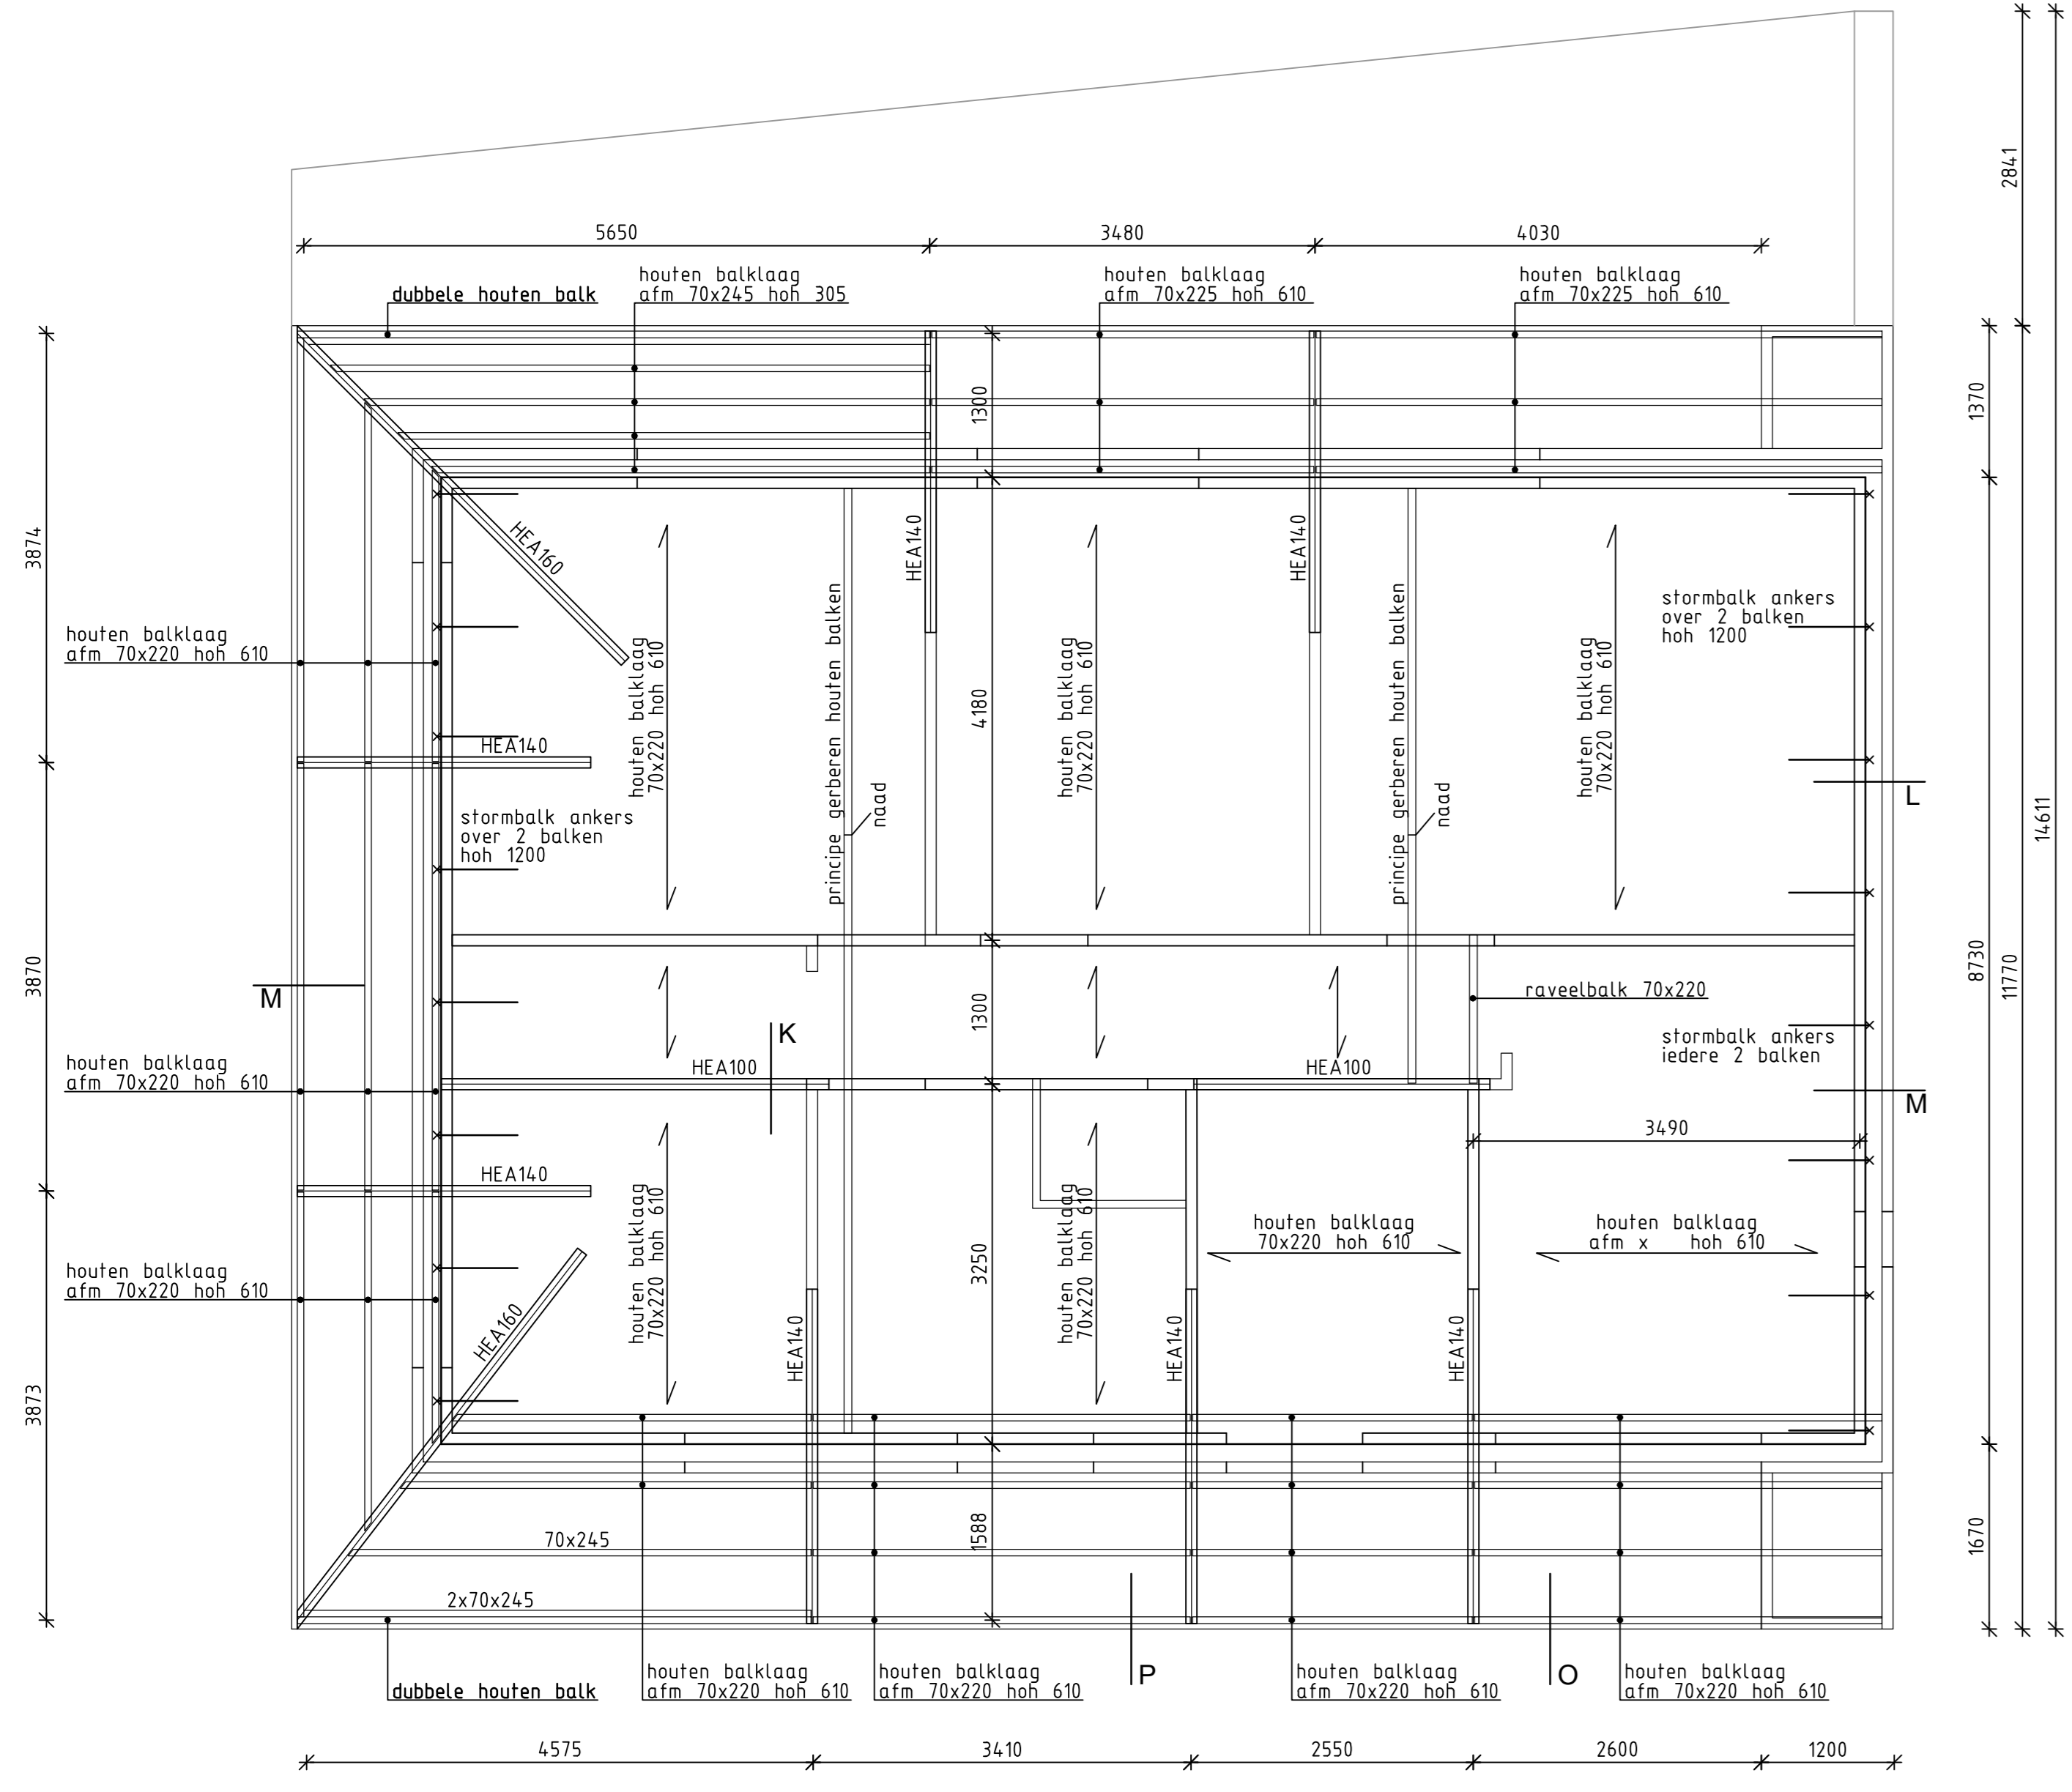 2841
5650
3480
4030
dubbele houten balk
houten balklaag
afm 70x245 hoh 305
houten balklaag
afm 70x225 hoh 610
houten balklaag
afm 70x225 hoh 610
1300
1370
3874
HEA160
HEA140
HEA140
stormbalk ankers
over 2 balken
hoh 1200
houten balklaag
afm 70x220 hoh 610
houten balklaag
70x220 hoh 610
principe gerberen houten balken
naad
4180
houten balklaag
70x220 hoh 610
principe gerberen houten balken
naad
houten balklaag
70x220 hoh 610
HEA140
L
14611
stormbalk ankers
over 2 balken
hoh 1200
3870
M
1300
raveelbalk 70x220
8730
11770
K
stormbalk ankers
iedere 2 balken
houten balklaag
afm 70x220 hoh 610
HEA100
HEA100
M
3490
HEA140
houten balklaag
70x220 hoh 610
3250
houten balklaag
70x220 hoh 610
houten balklaag
70x220 hoh 610
houten balklaag
afm x hoh 610
houten balklaag
afm 70x220 hoh 610
HEA160
HEA140
HEA140
HEA140
3873
1588
1670
70x245
2x70x245
dubbele houten balk
houten balklaag
afm 70x220 hoh 610
houten balklaag
afm 70x220 hoh 610
P
houten balklaag
afm 70x220 hoh 610
O
houten balklaag
afm 70x220 hoh 610
4575
3410
2550
2600
1200